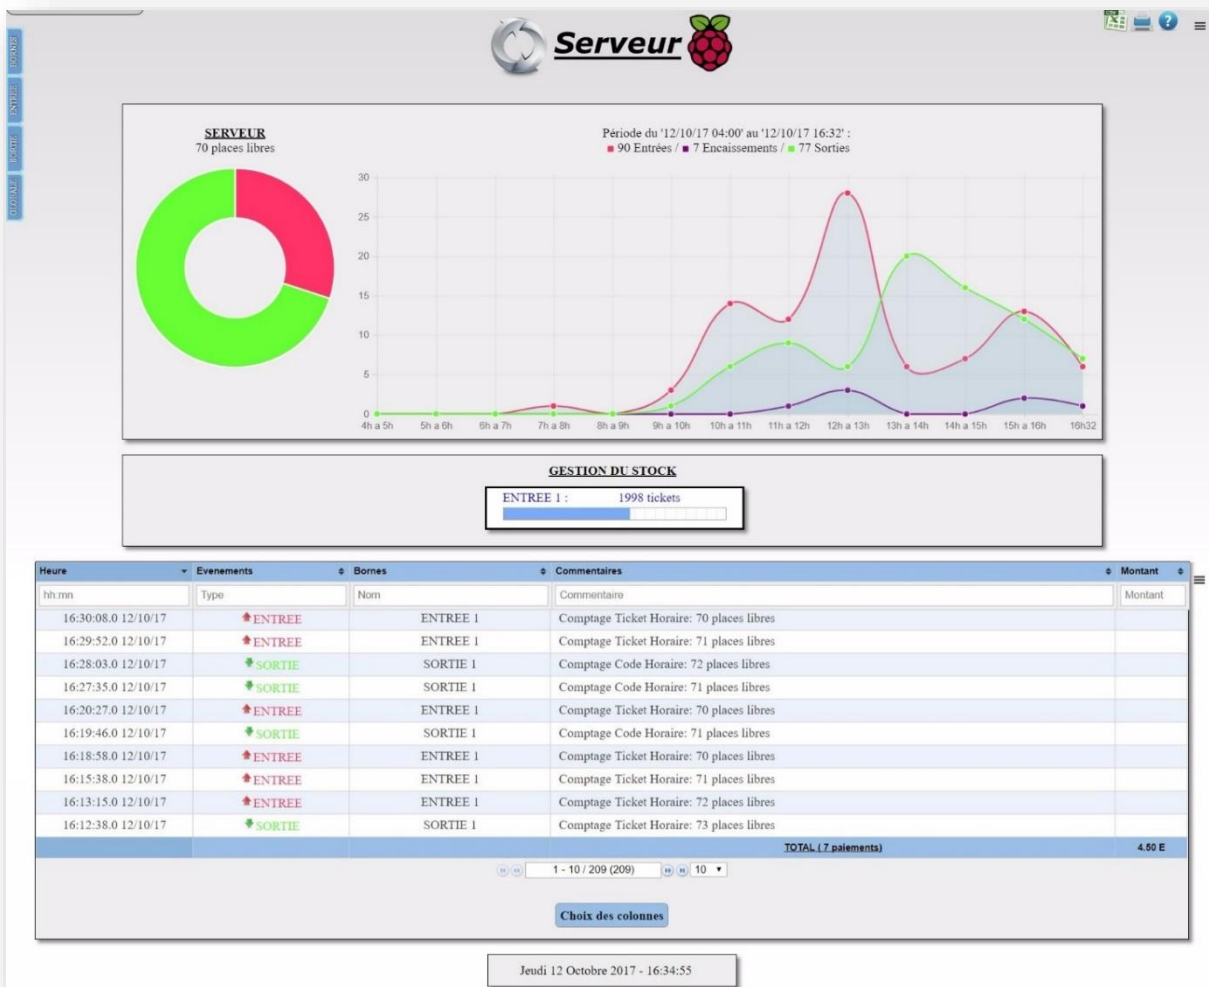 Serveur
BORNES
ENTREE
SORTIE
GLOBALE
SERVEUR
70 places libres
Période du '12/10/17 04:00' au '12/10/17 16:32' :
90 Entrées / 7 Encaissements / 77 Sorties
30
25
20
15
10
5
0
4h a 5h 5h a 6h 6h a 7h 7h a 8h 8h a 9h 9h a 10h 10h a 11h 11h a 12h 12h a 13h 13h a 14h 14h a 15h 15h a 16h 16h32
GESTION DU STOCK
ENTREE 1 : 1998 tickets
Heure Evenements Bornes Commentaires Montant
hh:mn Type Nom Commentaire Montant
16:30:08.0 12/10/17 ENTREE ENTREE 1 Comptage Ticket Horaire: 70 places libres
16:29:52.0 12/10/17 ENTREE ENTREE 1 Comptage Ticket Horaire: 71 places libres
16:28:03.0 12/10/17 SORTIE SORTIE 1 Comptage Code Horaire: 72 places libres
16:27:35.0 12/10/17 SORTIE SORTIE 1 Comptage Code Horaire: 71 places libres
16:20:27.0 12/10/17 ENTREE ENTREE 1 Comptage Ticket Horaire: 70 places libres
16:19:46.0 12/10/17 SORTIE SORTIE 1 Comptage Code Horaire: 71 places libres
16:18:58.0 12/10/17 ENTREE ENTREE 1 Comptage Ticket Horaire: 70 places libres
16:15:38.0 12/10/17 ENTREE ENTREE 1 Comptage Ticket Horaire: 71 places libres
16:13:15.0 12/10/17 ENTREE ENTREE 1 Comptage Ticket Horaire: 72 places libres
16:12:38.0 12/10/17 SORTIE SORTIE 1 Comptage Ticket Horaire: 73 places libres
TOTAL ( 7 paiements) 4.50 E
1 - 10 / 209 (209) 10
Choix des colonnes
Jeudi 12 Octobre 2017 - 16:34:55